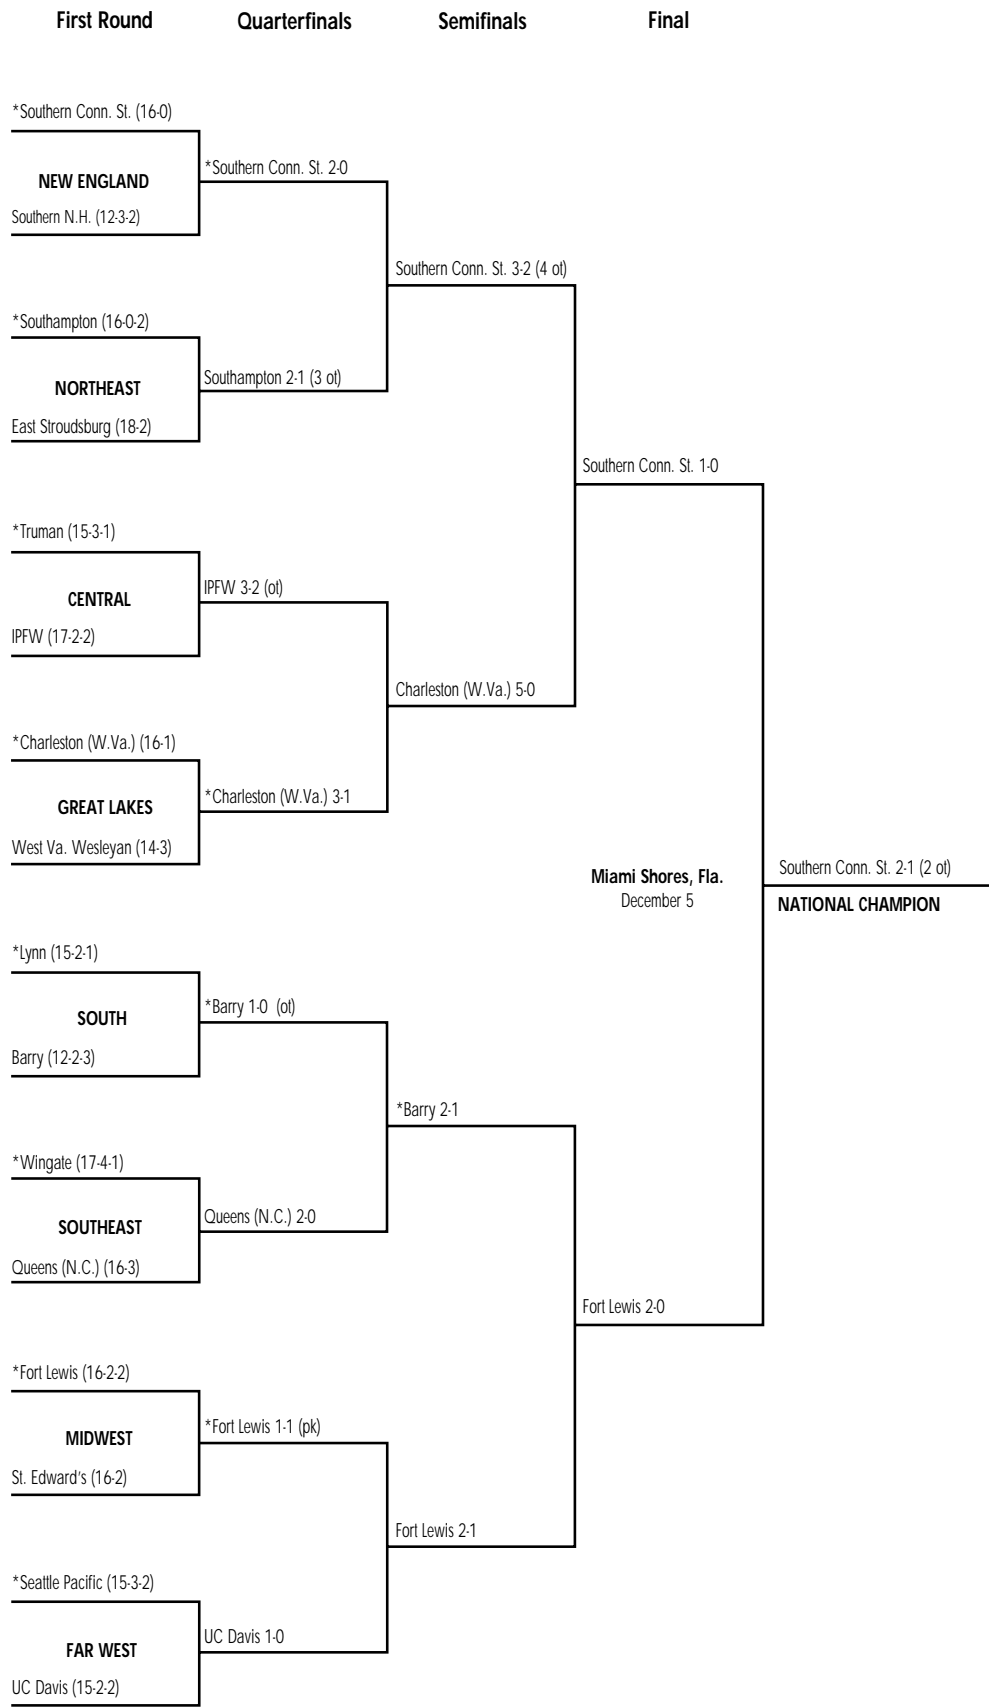 First Round Quarterfinals Semifinals Final
*Southern Conn. St. (16-0)
*Southern Conn. St. 2-0
NEW ENGLAND
Southern N.H. (12-3-2)
Southern Conn. St. 3-2 (4 ot)
*Southampton (16-0-2)
Southampton 2-1 (3 ot)
NORTHEAST
East Stroudsburg (18-2)
Southern Conn. St. 1-0
*Truman (15-3-1)
IPFW 3-2 (ot)
CENTRAL
IPFW (17-2-2)
Charleston (W.Va.) 5-0
*Charleston (W.Va.) (16-1)
*Charleston (W.Va.) 3-1
GREAT LAKES
West Va. Wesleyan (14-3)
Southern Conn. St. 2-1 (2 ot)
Miami Shores, Fla.
December 5
NATIONAL CHAMPION
*Lynn (15-2-1)
*Barry 1-0 (ot)
SOUTH
Barry (12-2-3)
*Barry 2-1
*Wingate (17-4-1)
Queens (N.C.) 2-0
SOUTHEAST
Queens (N.C.) (16-3)
Fort Lewis 2-0
*Fort Lewis (16-2-2)
*Fort Lewis 1-1 (pk)
MIDWEST
St. Edward's (16-2)
Fort Lewis 2-1
*Seattle Pacific (15-3-2)
UC Davis 1-0
FAR WEST
UC Davis (15-2-2)